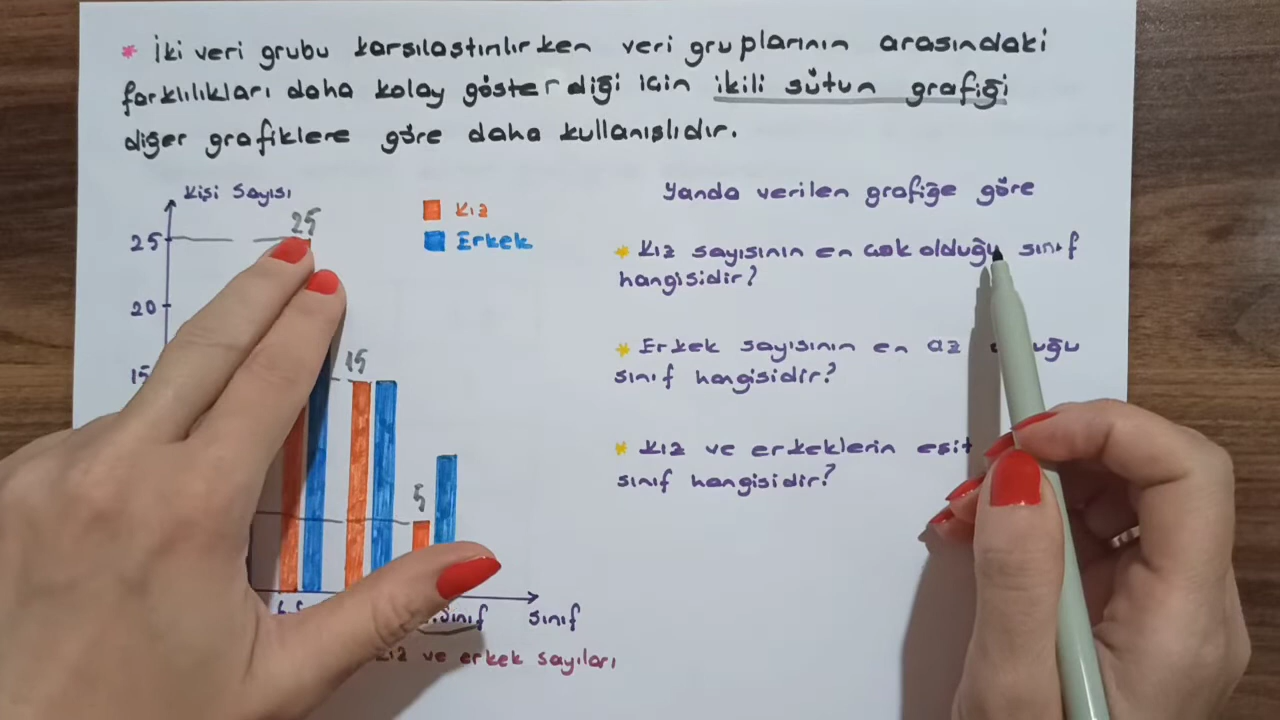 * İki veri grubu karşılaştırılırken veri gruplarının arasındaki
farklılıkları daha kolay gösterdiği için ikili sütun grafiği
diğer grafiklere göre daha kullanışlıdır.
Kişi Sayısı
25
25
20
15
15
5
Kız
Erkek
sınıf
sınıf
kız ve erkek sayıları
Yanda verilen grafiğe göre
* Kız sayısının en çok olduğu sınıf
hangisidir?
* Erkek sayısının en az
sınıf hangisidir?
* Kız ve erkeklerin eşit
sınıf hangisidir?